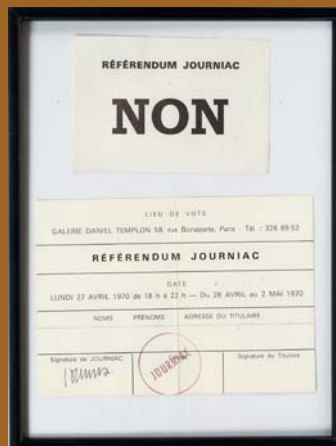 RÉFÉRENDUM JOURNIAC
NON
LIEU DE VOTE
GALERIE DANIEL TEMPLON 58, rue Bonaparte, Paris - Tél. : 326 89-53
RÉFÉRENDUM JOURNIAC
DATE
LUNDI 27 AVRIL 1970 de 18 h à 23 h — Du 28 AVRIL au 2 MAI 1970
NOMS PRÉNOMS ADRESSE DU TITULAIRE
Signature de JOURNIAC
JOURNIAC
Signature du Titulaire